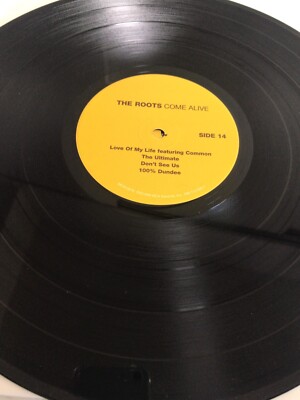 THE ROOTS COME ALIVE
SIDE 14
Love Of My Life featuring Common
The Ultimate
Don't See Us
100% Dundee